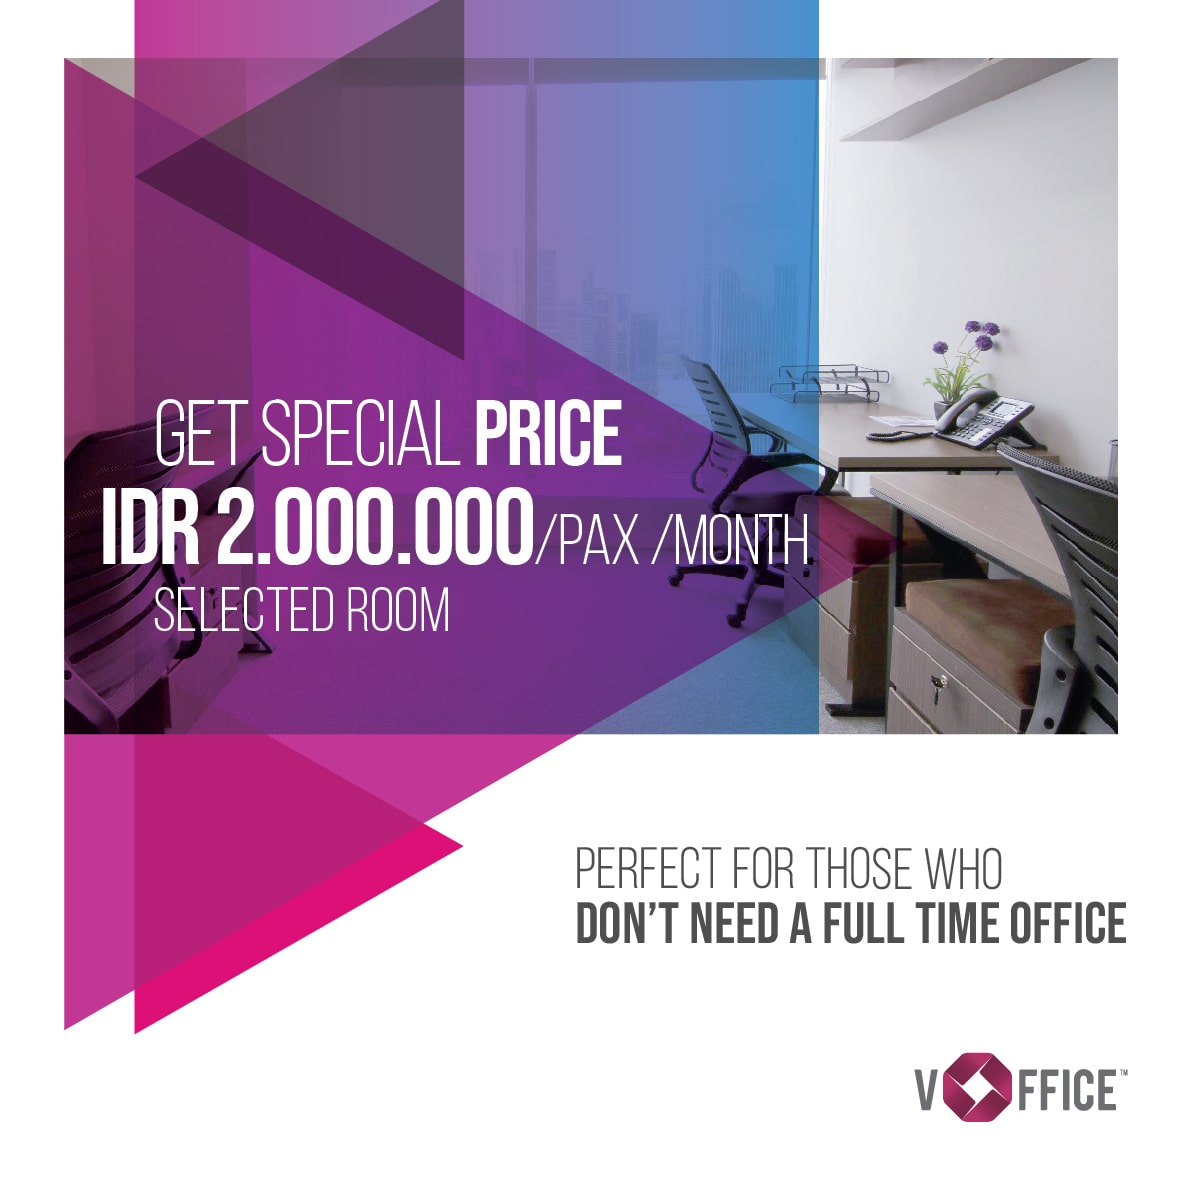 GET SPECIAL PRICE
IDR 2.000.000/PAX /MONTH
SELECTED ROOM
PERFECT FOR THOSE WHO
DON'T NEED A FULL TIME OFFICE
VOFFICE™